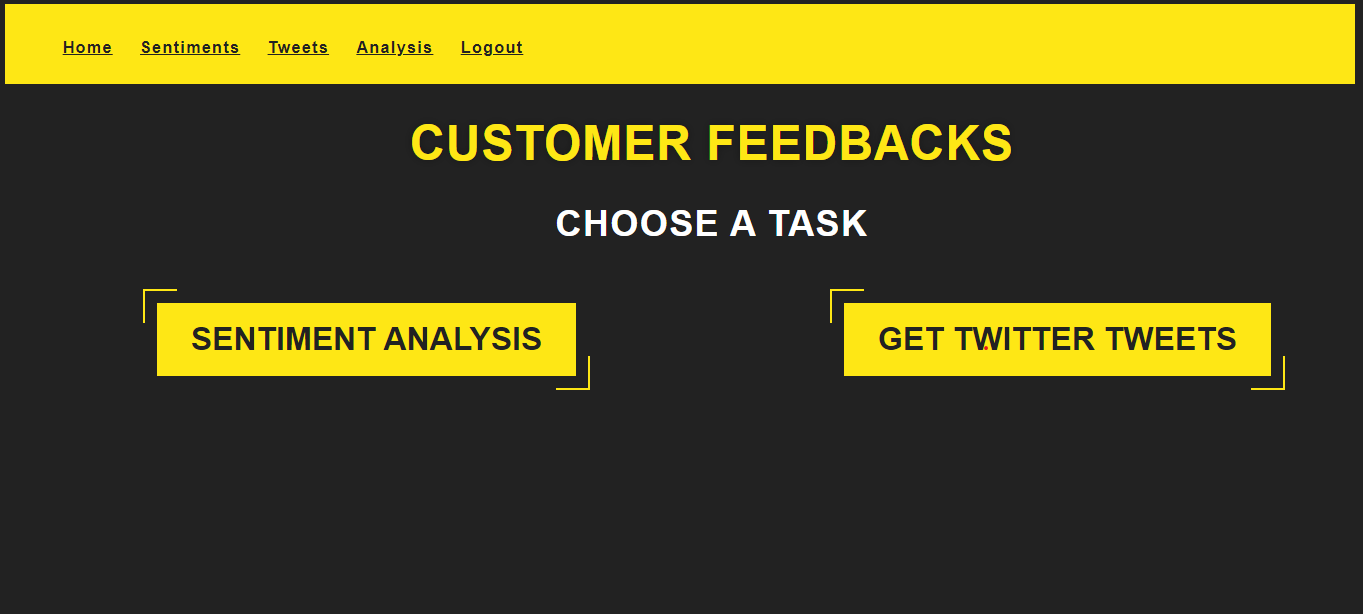 Home Sentiments Tweets Analysis Logout
CUSTOMER FEEDBACKS
CHOOSE A TASK
SENTIMENT ANALYSIS GET TWITTER TWEETS